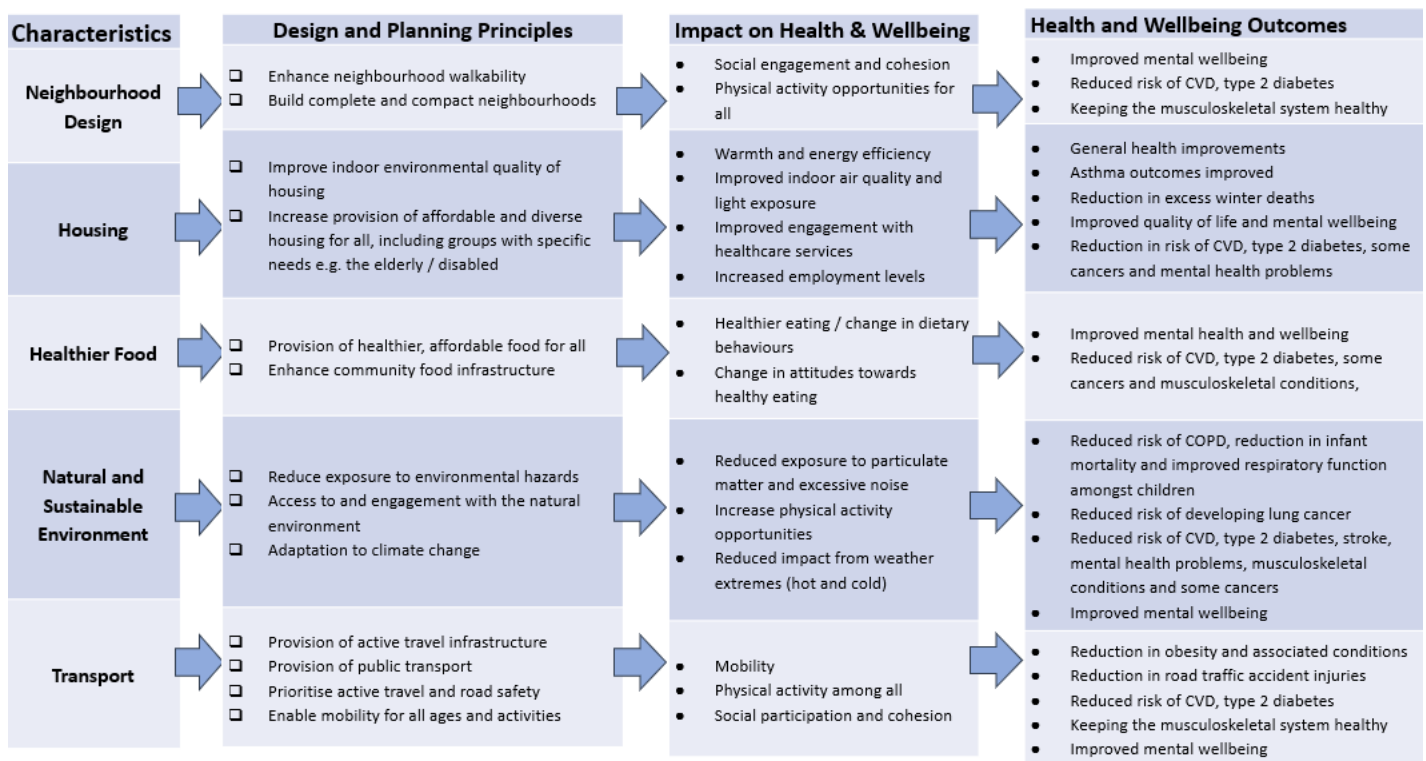 Characteristics
Design and Planning Principles
Impact on Health & Wellbeing
Health and Wellbeing Outcomes
Neighbourhood
Design
❑ Enhance neighbourhood walkability
❑ Build complete and compact neighbourhoods
● Social engagement and cohesion
● Physical activity opportunities for
all
● Improved mental wellbeing
● Reduced risk of CVD, type 2 diabetes
● Keeping the musculoskeletal system healthy
Housing
❑ Improve indoor environmental quality of
housing
❑ Increase provision of affordable and diverse
housing for all, including groups with specific
needs e.g. the elderly / disabled
● Warmth and energy efficiency
● Improved indoor air quality and
light exposure
● Improved engagement with
healthcare services
● Increased employment levels
● General health improvements
● Asthma outcomes improved
● Reduction in excess winter deaths
● Improved quality of life and mental wellbeing
● Reduction in risk of CVD, type 2 diabetes, some
cancers and mental health problems
Healthier Food
❑ Provision of healthier, affordable food for all
❑ Enhance community food infrastructure
● Healthier eating / change in dietary
behaviours
● Change in attitudes towards
healthy eating
● Improved mental health and wellbeing
● Reduced risk of CVD, type 2 diabetes, some
cancers and musculoskeletal conditions,
Natural and
Sustainable
Environment
❑ Reduce exposure to environmental hazards
❑ Access to and engagement with the natural
environment
❑ Adaptation to climate change
● Reduced exposure to particulate
matter and excessive noise
● Increase physical activity
opportunities
● Reduced impact from weather
extremes (hot and cold)
● Reduced risk of COPD, reduction in infant
mortality and improved respiratory function
amongst children
● Reduced risk of developing lung cancer
● Reduced risk of CVD, type 2 diabetes, stroke,
mental health problems, musculoskeletal
conditions and some cancers
● Improved mental wellbeing
Transport
❑ Provision of active travel infrastructure
❑ Provision of public transport
❑ Prioritise active travel and road safety
❑ Enable mobility for all ages and activities
● Mobility
● Physical activity among all
● Social participation and cohesion
● Reduction in obesity and associated conditions
● Reduction in road traffic accident injuries
● Reduced risk of CVD, type 2 diabetes
● Keeping the musculoskeletal system healthy
● Improved mental wellbeing